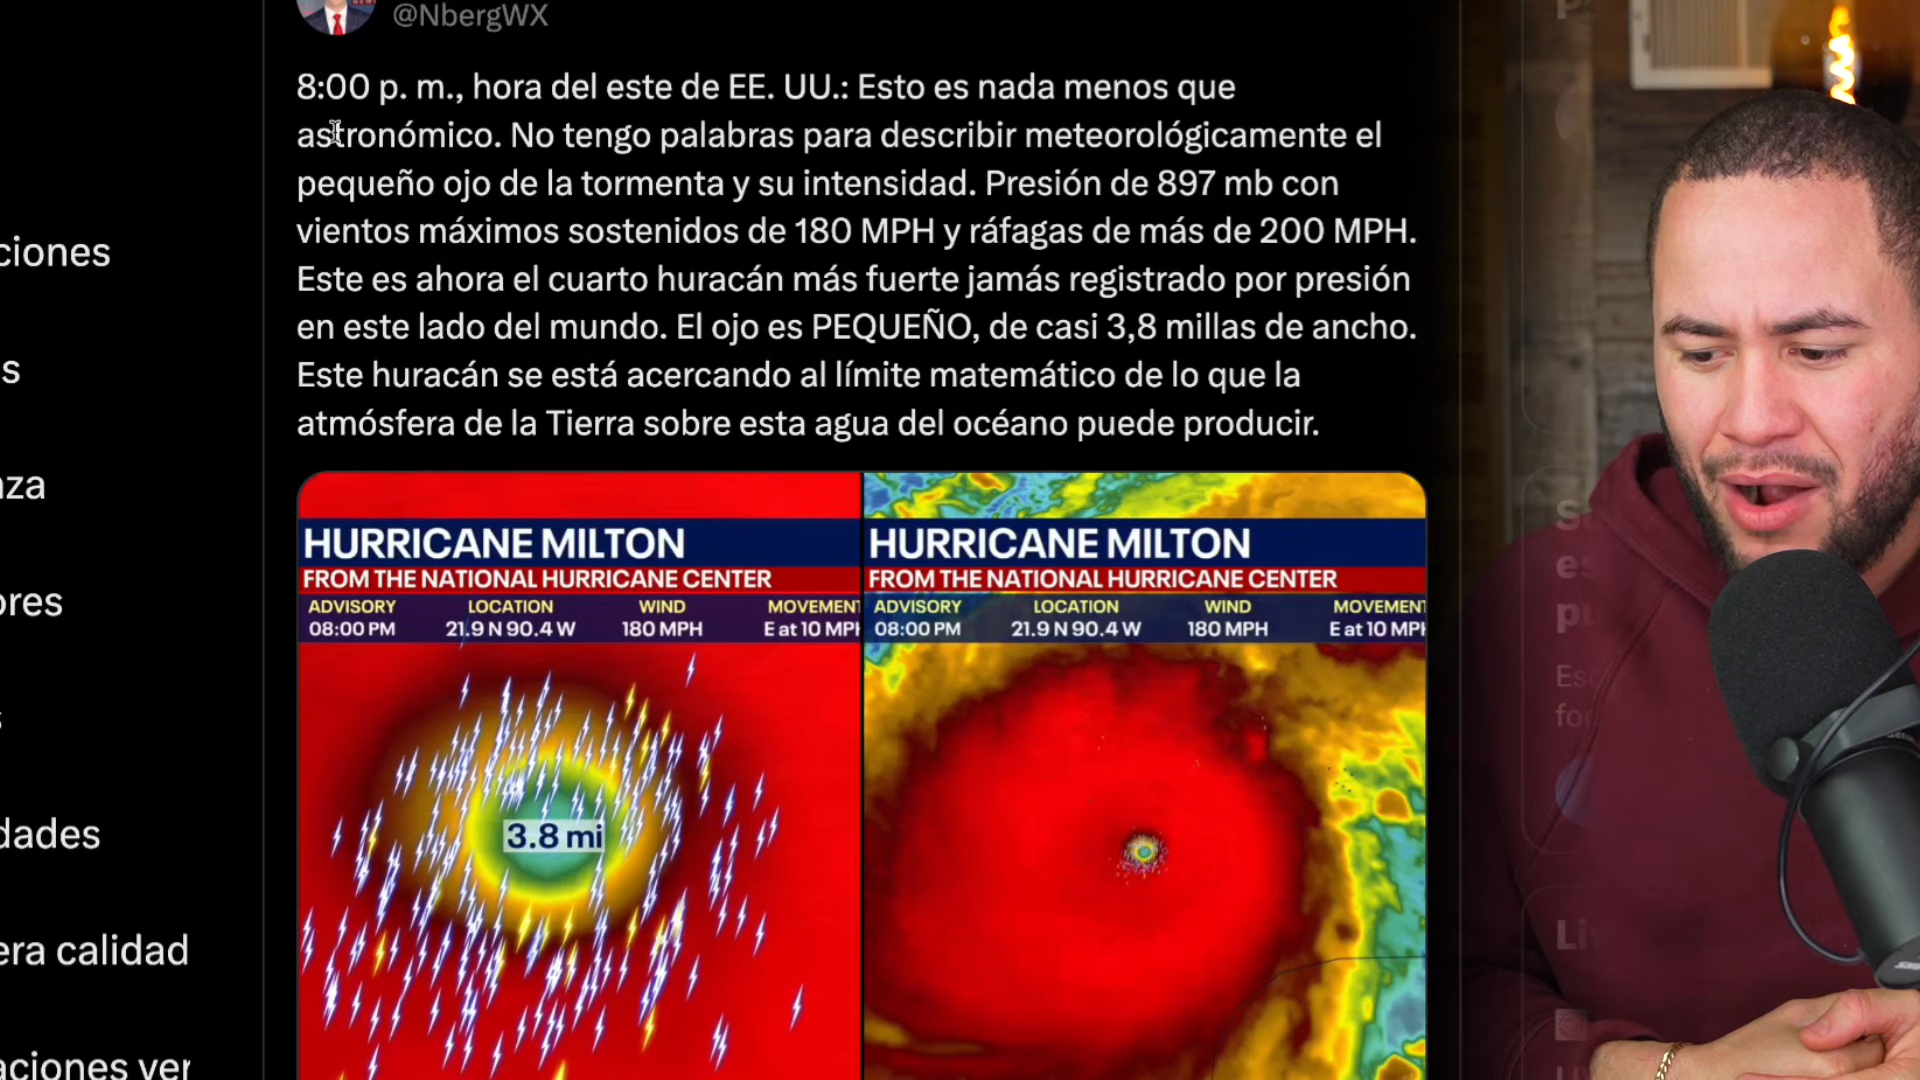 @NbergWX
8:00 p. m., hora del este de EE. UU.: Esto es nada menos que
astronómico. No tengo palabras para describir meteorológicamente el
pequeño ojo de la tormenta y su intensidad. Presión de 897 mb con
vientos máximos sostenidos de 180 MPH y ráfagas de más de 200 MPH.
Este es ahora el cuarto huracán más fuerte jamás registrado por presión
en este lado del mundo. El ojo es PEQUEÑO, de casi 3,8 millas de ancho.
Este huracán se está acercando al límite matemático de lo que la
atmósfera de la Tierra sobre esta agua del océano puede producir.
ciones
s
nza
ores
dades
era calidad
aciones ver
HURRICANE MILTON
FROM THE NATIONAL HURRICANE CENTER
ADVISORY LOCATION WIND MOVEMENT
08:00 PM 21.9 N 90.4 W 180 MPH E at 10 MPH
3.8 mi
HURRICANE MILTON
FROM THE NATIONAL HURRICANE CENTER
ADVISORY LOCATION WIND MOVEMENT
08:00 PM 21.9 N 90.4 W 180 MPH E at 10 MPH